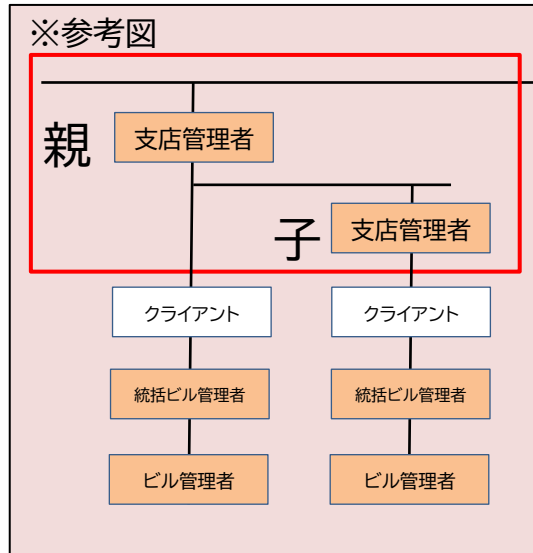 ※参考図
親
支店管理者
子
支店管理者
クライアント
クライアント
統括ビル管理者
統括ビル管理者
ビル管理者
ビル管理者